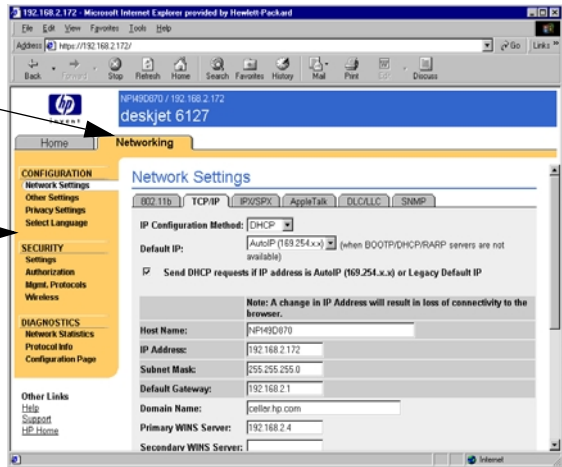 192.168.2.172 - Microsoft Internet Explorer provided by Hewlett-Packard
File Edit View Favorites Tools Help
Address https://192.168.2.172/ Go Links »
Back Forward Stop Refresh Home Search Favorites History Mail Print Edit Discuss
hp
invent
NPI49D870 / 192.168.2.172
deskjet 6127
Home Networking
CONFIGURATION
Network Settings
Other Settings
Privacy Settings
Select Language
SECURITY
Settings
Authorization
Mgmt. Protocols
Wireless
DIAGNOSTICS
Network Statistics
Protocol Info
Configuration Page
Other Links
Help
Support
HP Home
Network Settings
802.11b TCP/IP IPX/SPX AppleTalk DLC/LLC SNMP
IP Configuration Method: DHCP
Default IP: AutoIP (169.254.x.x) (when BOOTP/DHCP/RARP servers are not
available)
Send DHCP requests if IP address is AutoIP (169.254.x.x) or Legacy Default IP
Note: A change in IP Address will result in loss of connectivity to the
browser.
Host Name: NPI49D870
IP Address: 192.168.2.172
Subnet Mask: 255.255.255.0
Default Gateway: 192.168.2.1
Domain Name: celler.hp.com
Primary WINS Server: 192.168.2.4
Secondary WINS Server:
Internet